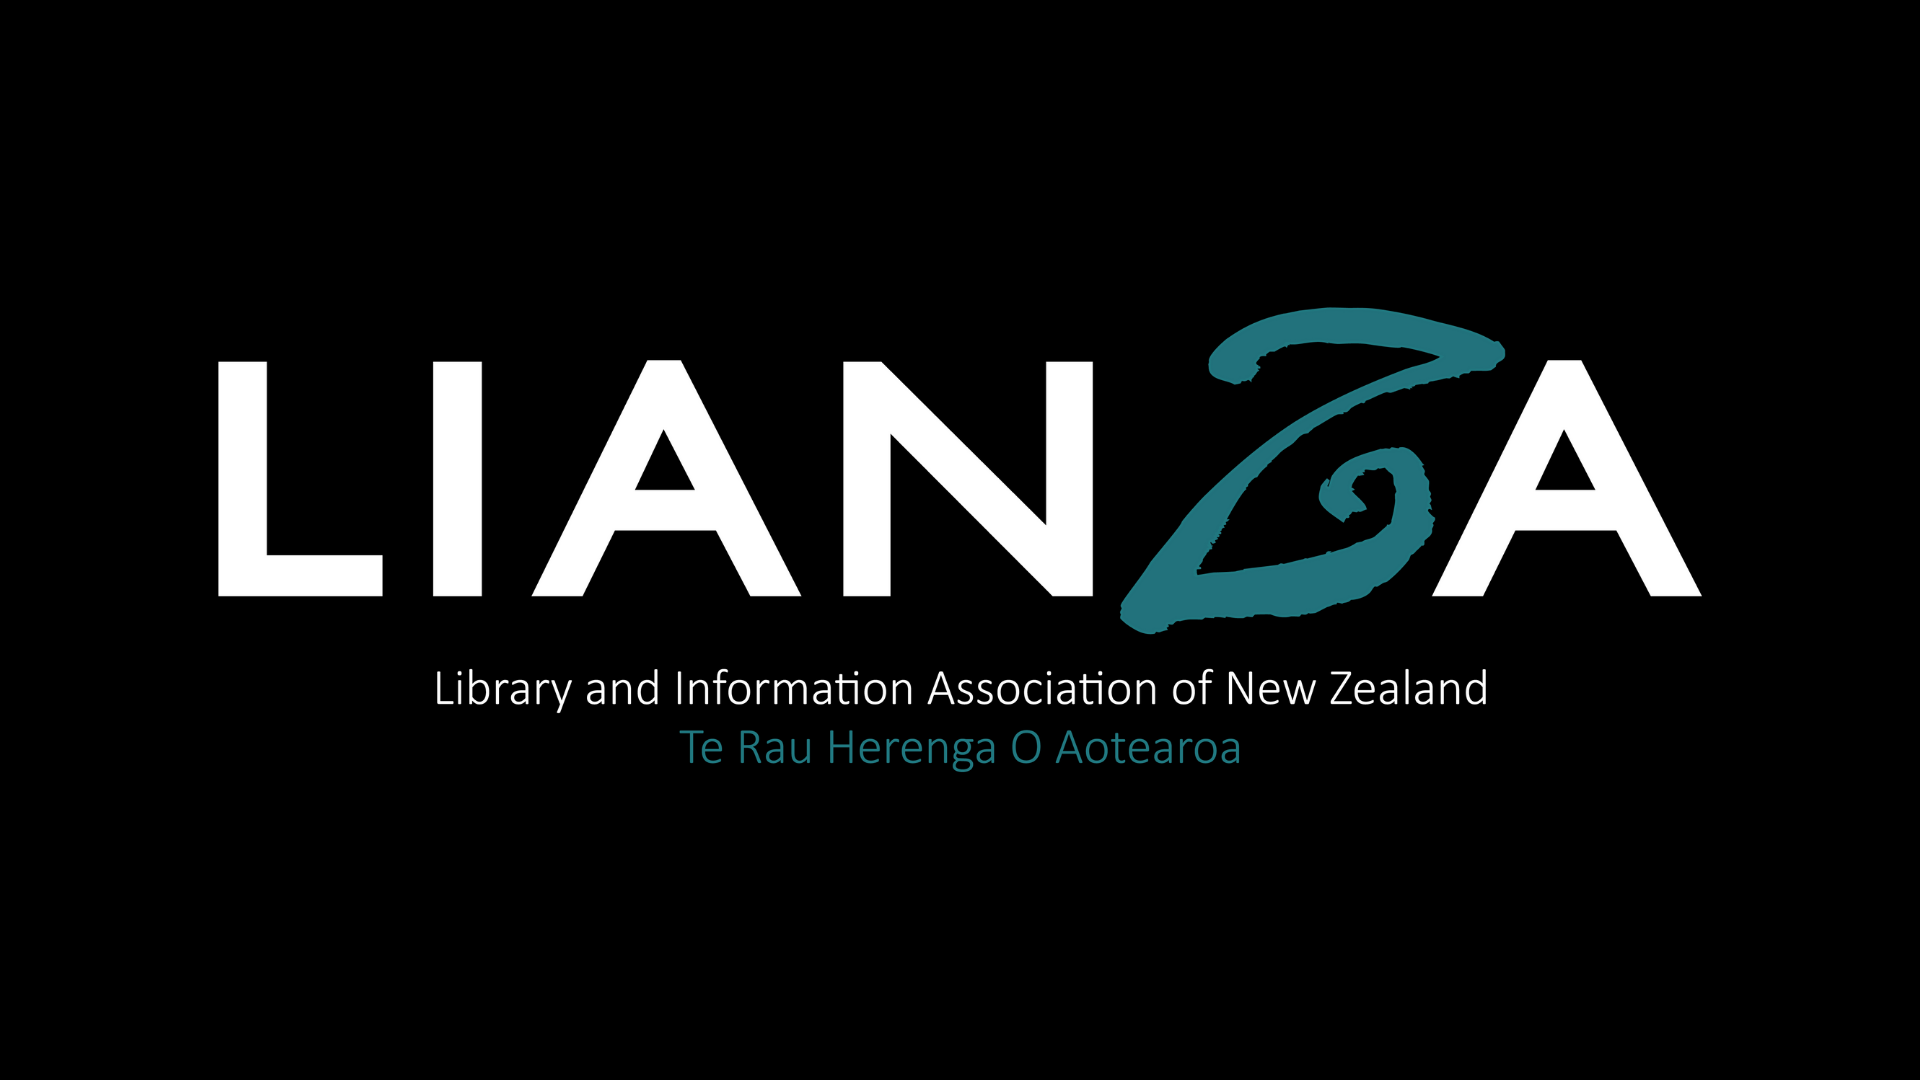 LIANZA
Library and Information Association of New Zealand
Te Rau Herenga O Aotearoa